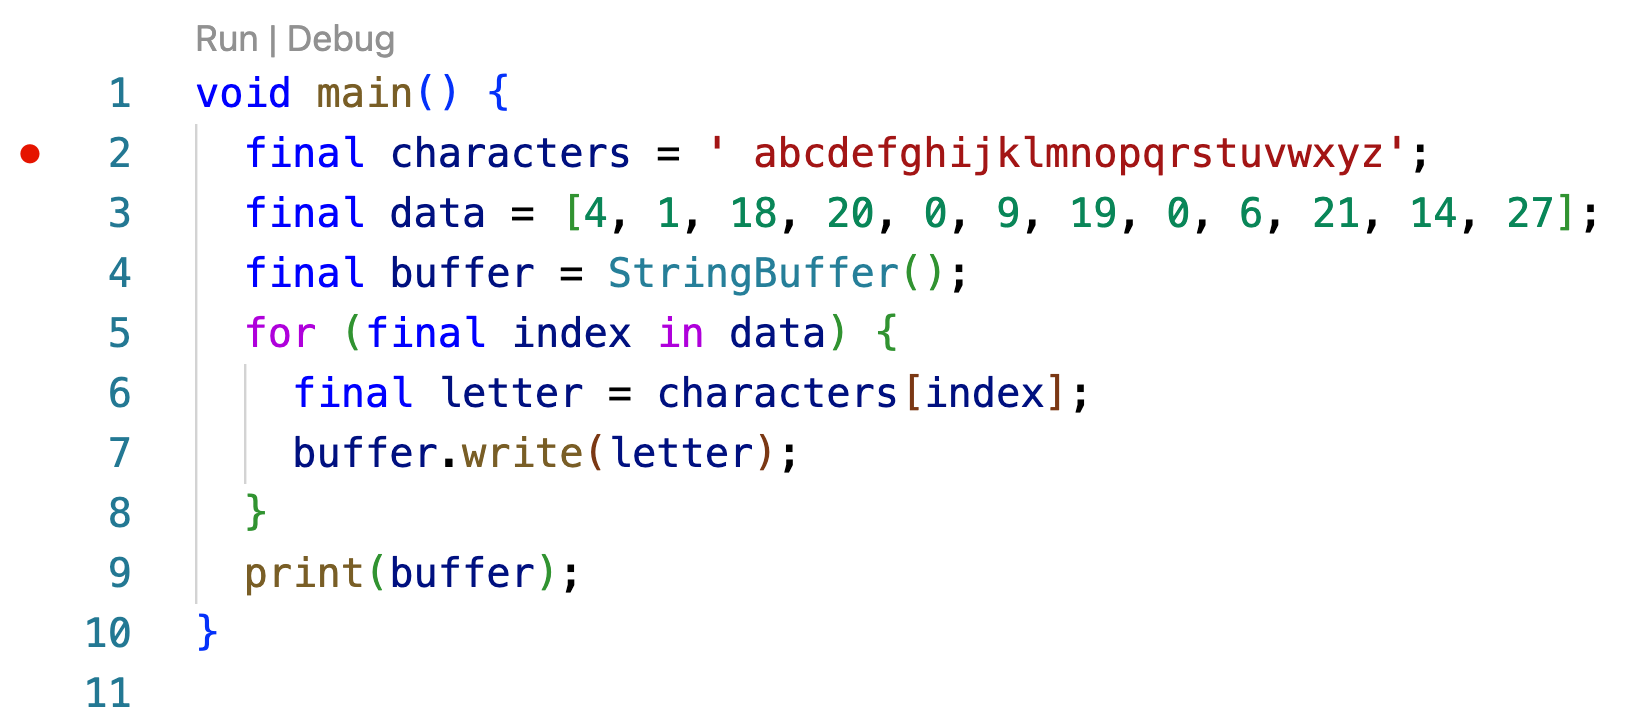 Run | Debug
1 void main() {
2   final characters = ' abcdefghijklmnopqrstuvwxyz';
3   final data = [4, 1, 18, 20, 0, 9, 19, 0, 6, 21, 14, 27];
4   final buffer = StringBuffer();
5   for (final index in data) {
6     final letter = characters[index];
7     buffer.write(letter);
8   }
9   print(buffer);
10 }
11